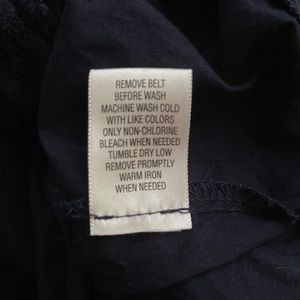 REMOVE BELT
BEFORE WASH
MACHINE WASH COLD
WITH LIKE COLORS
ONLY NON-CHLORINE
BLEACH WHEN NEEDED
TUMBLE DRY LOW
REMOVE PROMPTLY
WARM IRON
WHEN NEEDED